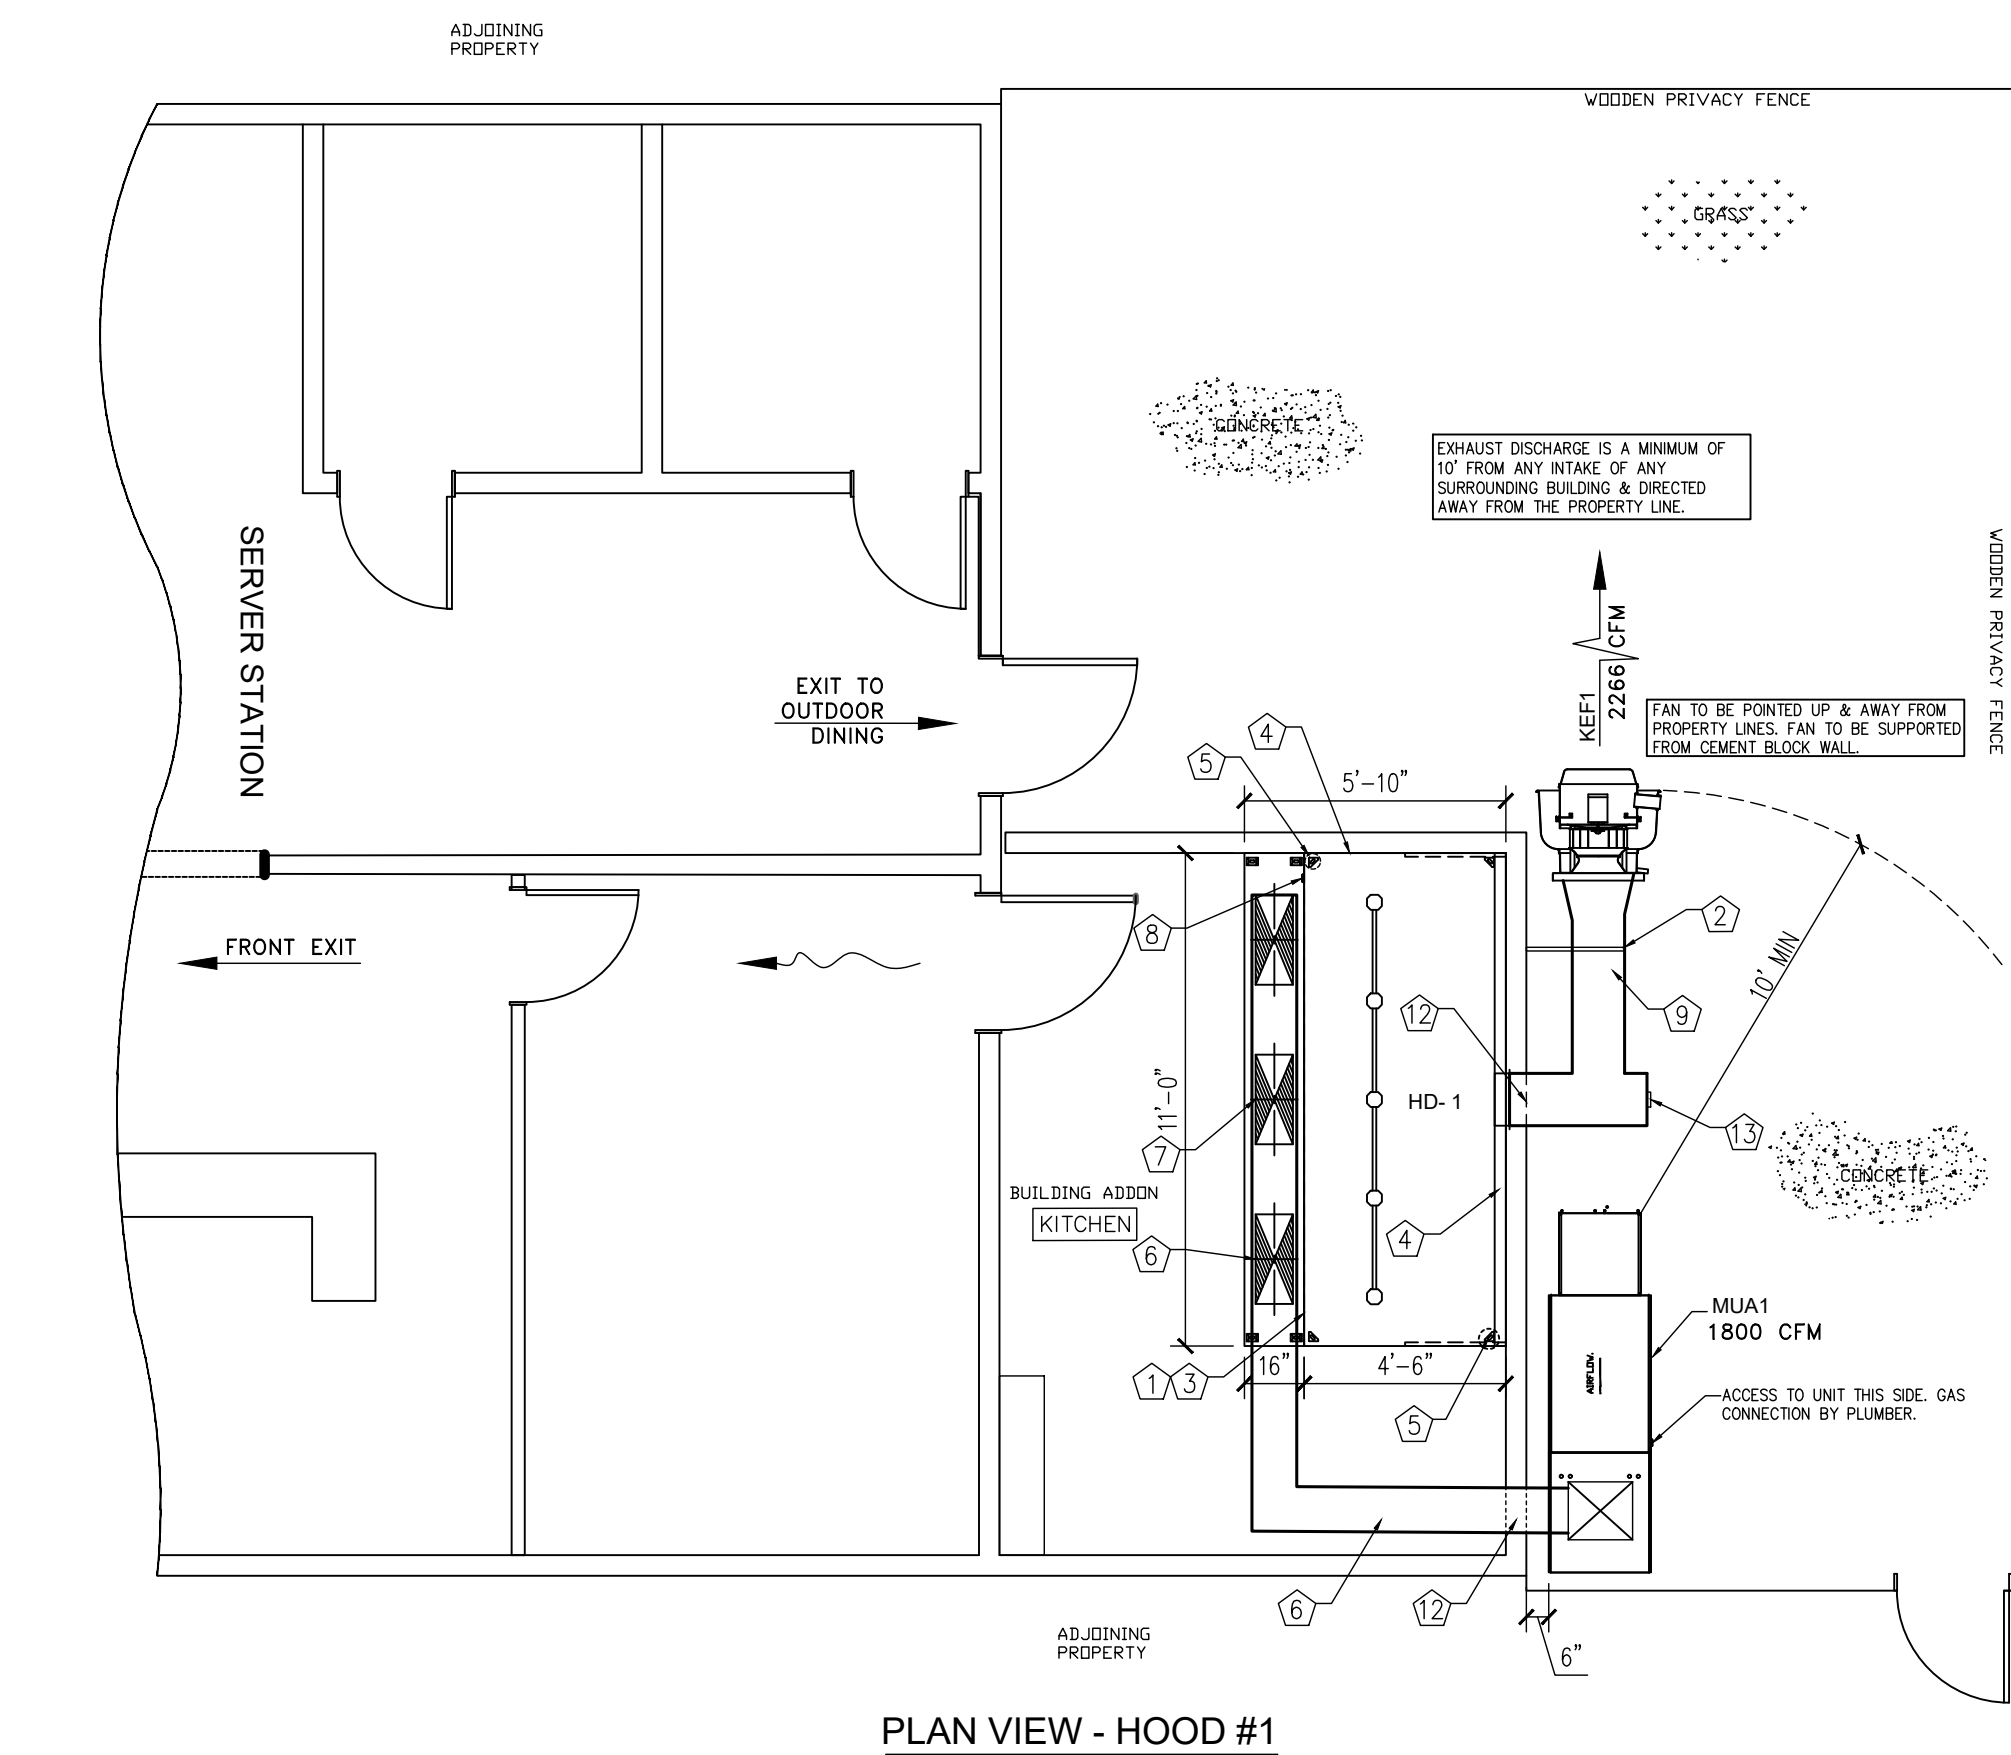 ADJOINING
PROPERTY
WOODEN PRIVACY FENCE
GRASS
CONCRETE
EXHAUST DISCHARGE IS A MINIMUM OF
10' FROM ANY INTAKE OF ANY
SURROUNDING BUILDING & DIRECTED
AWAY FROM THE PROPERTY LINE.
WOODEN PRIVACY FENCE
SERVER STATION
KEF1
2266 CFM
EXIT TO
OUTDOOR
DINING
FAN TO BE POINTED UP & AWAY FROM
PROPERTY LINES. FAN TO BE SUPPORTED
FROM CEMENT BLOCK WALL.
4
5
5'-10"
2
8
FRONT EXIT
10' MIN
12
9
11'-0"
HD- 1
13
7
CONCRETE
BUILDING ADDON
KITCHEN
4
6
MUA1
1800 CFM
16"
4'-6"
1
3
AIRFLOW.
ACCESS TO UNIT THIS SIDE. GAS
CONNECTION BY PLUMBER.
5
6
12
ADJOINING
PROPERTY
6"
PLAN VIEW - HOOD #1